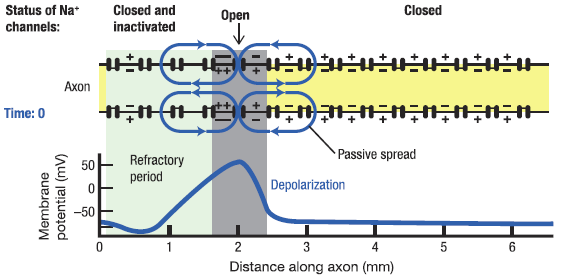 Status of Na+
channels:
Closed and
inactivated
Open
Closed
Axon
Time: 0
Passive spread
Refractory
period
Depolarization
Membrane
potential (mV)
50
0
−50
0 1 2 3 4 5 6
Distance along axon (mm)